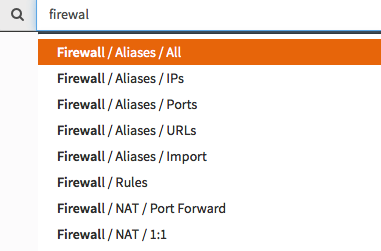 firewal
Firewall / Aliases / All
Firewall / Aliases / IPs
Firewall / Aliases / Ports
Firewall / Aliases / URLs
Firewall / Aliases / Import
Firewall / Rules
Firewall / NAT / Port Forward
Firewall / NAT / 1:1